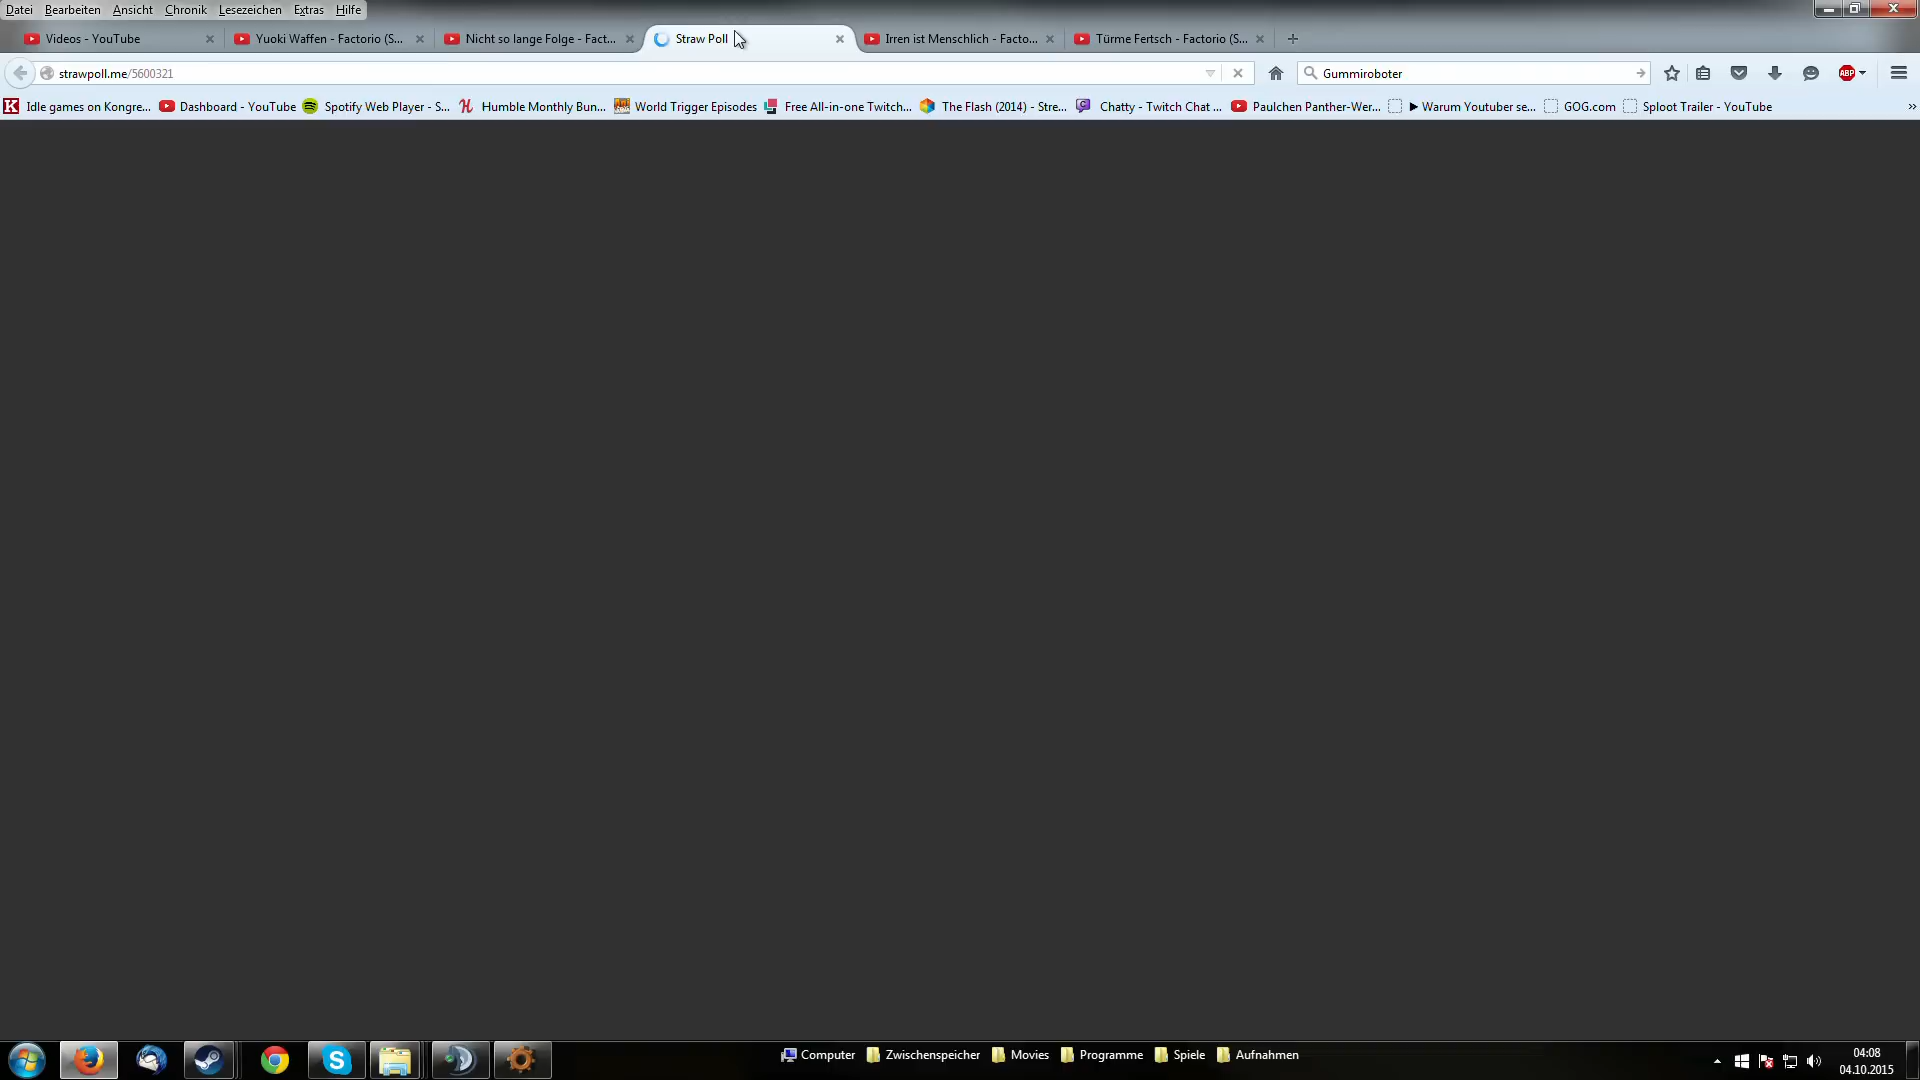 Datei Bearbeiten Ansicht Chronik Lesezeichen Extras Hilfe
Videos - YouTube Yuoki Waffen - Factorio (S... Nicht so lange Folge - Fact... Straw Poll Irren ist Menschlich - Facto... Türme Fertsch - Factorio (S...
strawpoll.me/5600321 Gummiroboter ABP
K Idle games on Kongre... Dashboard - YouTube Spotify Web Player - S... H Humble Monthly Bun... World Trigger Episodes Free All-in-one Twitch... The Flash (2014) - Stre... Chatty - Twitch Chat ... Paulchen Panther-Wer... ▶ Warum Youtuber se... GOG.com Sploot Trailer - YouTube »
Computer Zwischenspeicher Movies Programme Spiele Aufnahmen
04:08
04.10.2015